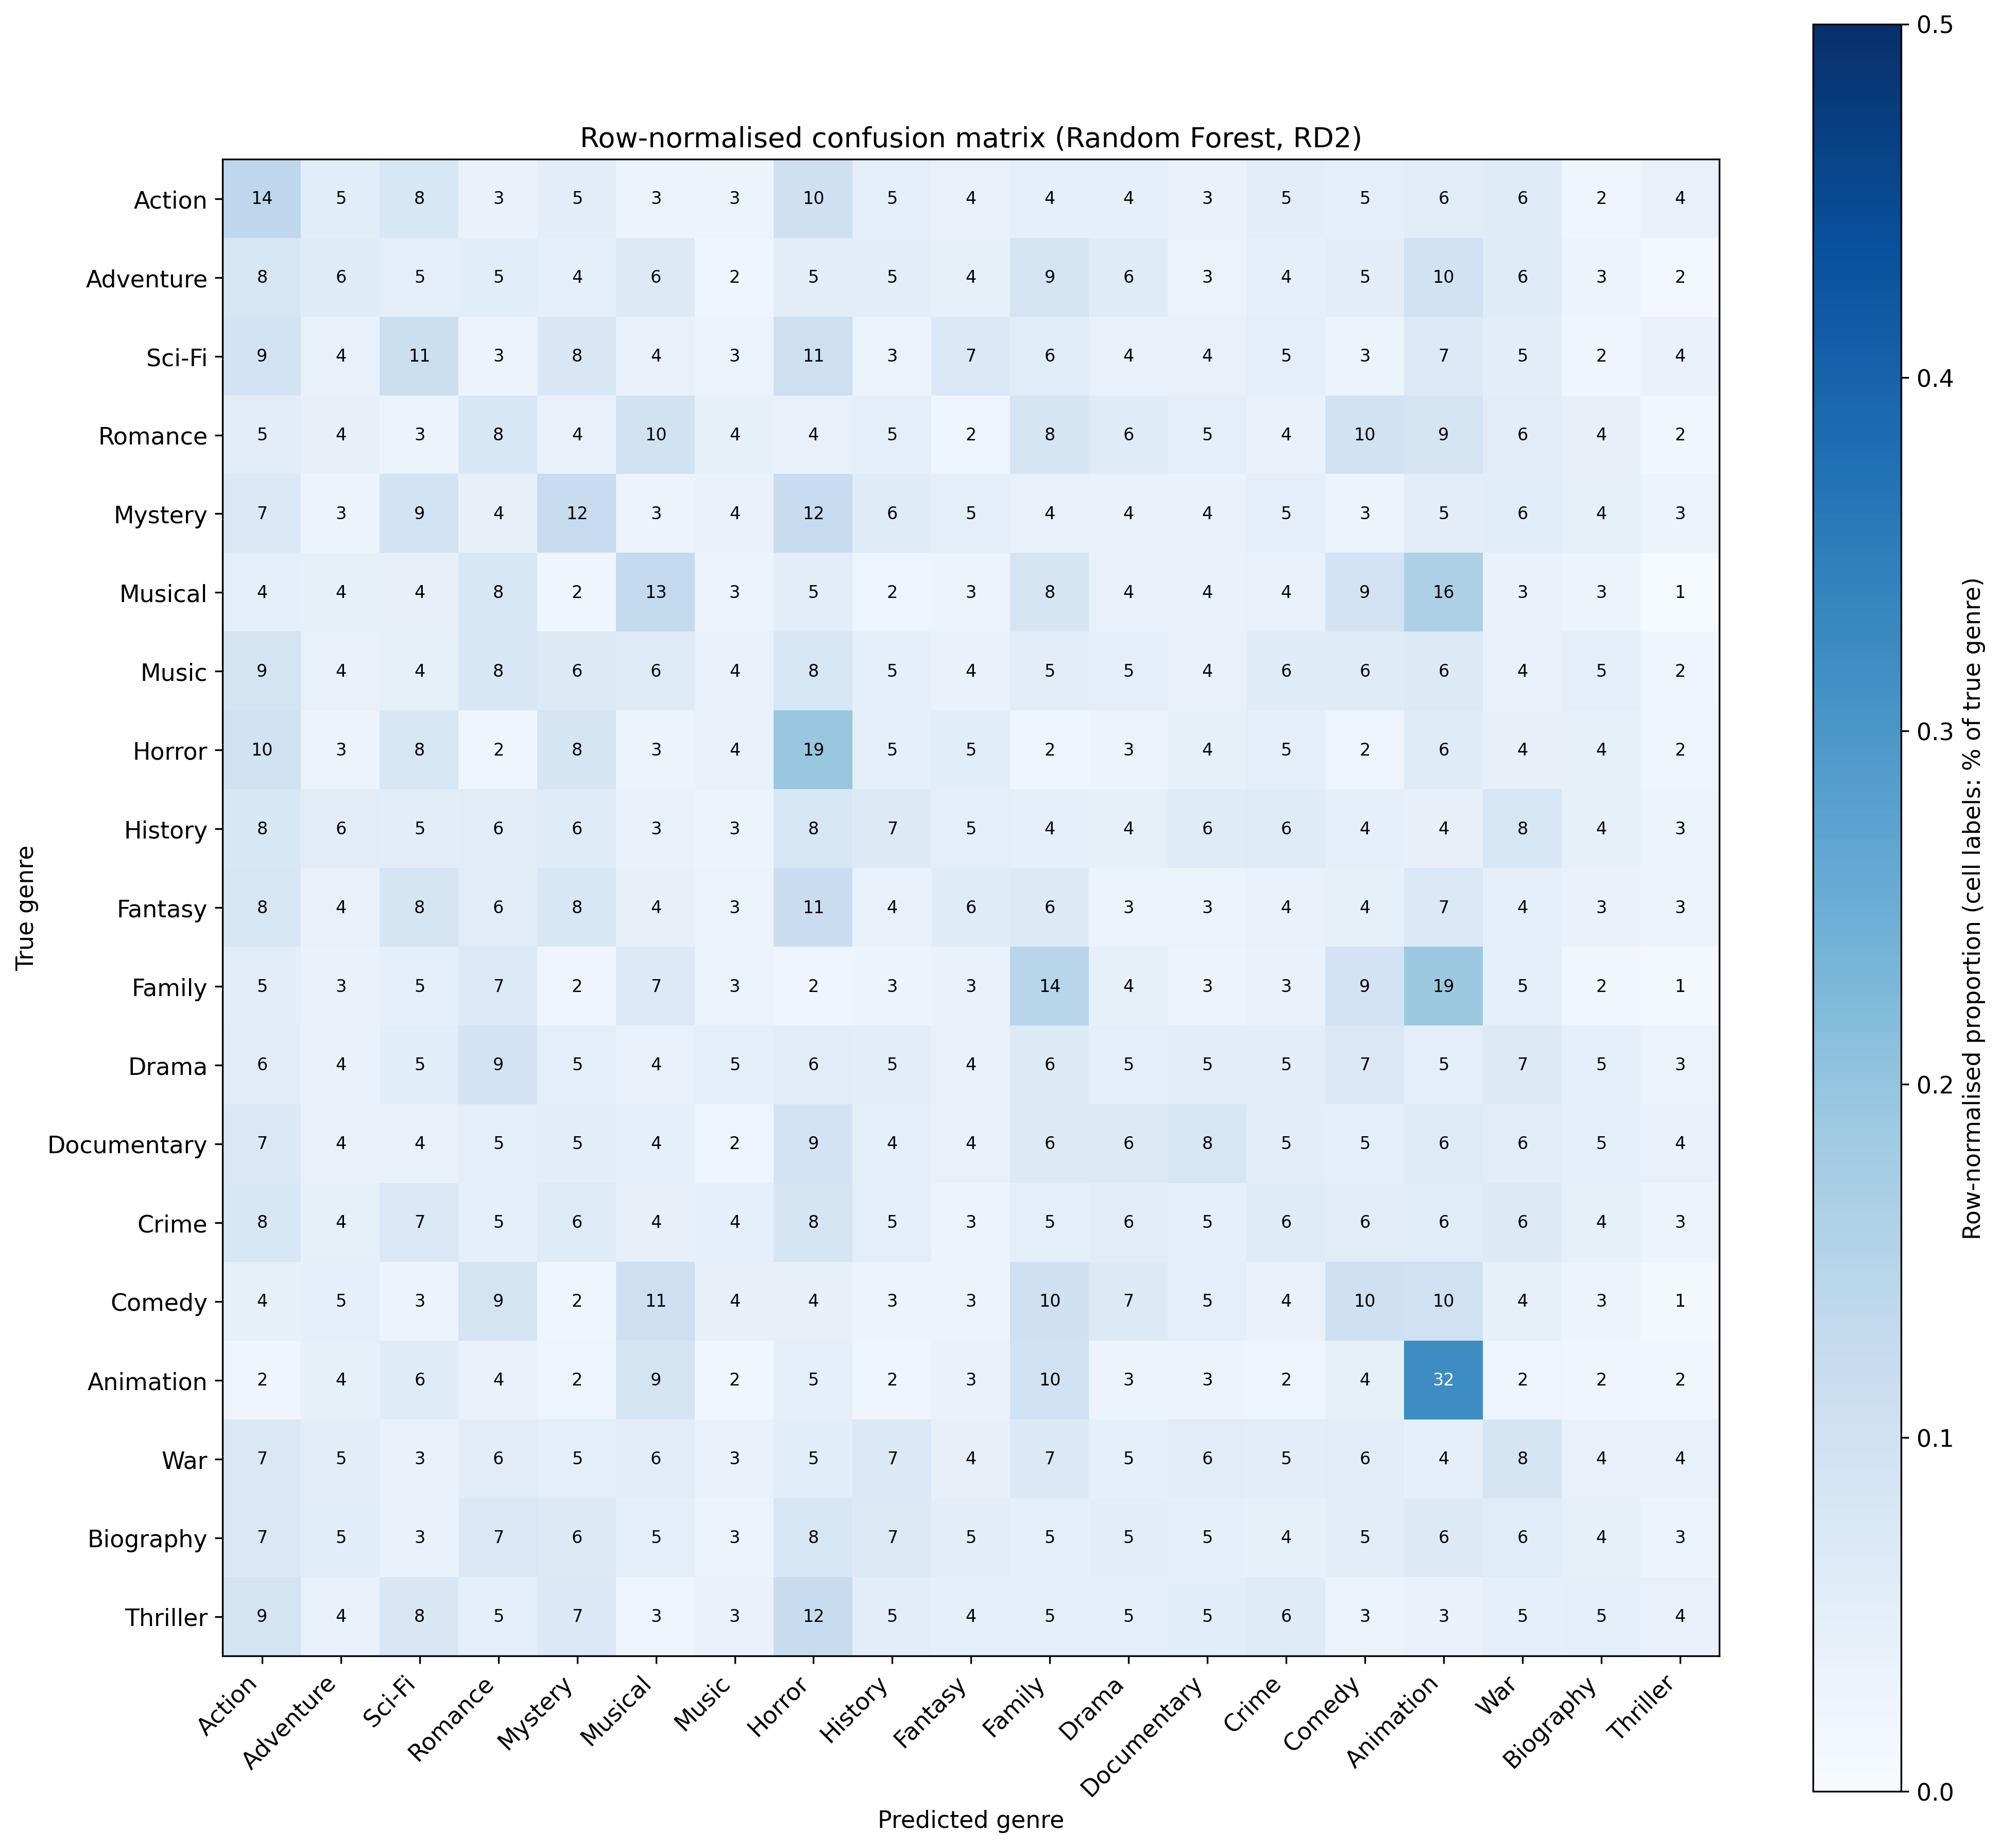 Row-normalised confusion matrix (Random Forest, RD2)
Action 14 5 8 3 5 3 3 10 5 4 4 4 3 5 5 6 6 2 4
Adventure 8 6 5 5 4 6 2 5 5 4 9 6 3 4 5 10 6 3 2
Sci-Fi 9 4 11 3 8 4 3 11 3 7 6 4 4 5 3 7 5 2 4
Romance 5 4 3 8 4 10 4 4 5 2 8 6 5 4 10 9 6 4 2
Mystery 7 3 9 4 12 3 4 12 6 5 4 4 4 5 3 5 6 4 3
Musical 4 4 4 8 2 13 3 5 2 3 8 4 4 4 9 16 3 3 1
Music 9 4 4 8 6 6 4 8 5 4 5 5 4 6 6 6 4 5 2
Horror 10 3 8 2 8 3 4 19 5 5 2 3 4 5 2 6 4 4 2
History 8 6 5 6 6 3 3 8 7 5 4 4 6 6 4 4 8 4 3
Fantasy 8 4 8 6 8 4 3 11 4 6 6 3 3 4 4 7 4 3 3
Family 5 3 5 7 2 7 3 2 3 3 14 4 3 3 9 19 5 2 1
Drama 6 4 5 9 5 4 5 6 5 4 6 5 5 5 7 5 7 5 3
Documentary 7 4 4 5 5 4 2 9 4 4 6 6 8 5 5 6 6 5 4
Crime 8 4 7 5 6 4 4 8 5 3 5 6 5 6 6 6 6 4 3
Comedy 4 5 3 9 2 11 4 4 3 3 10 7 5 4 10 10 4 3 1
Animation 2 4 6 4 2 9 2 5 2 3 10 3 3 2 4 32 2 2 2
War 7 5 3 6 5 6 3 5 7 4 7 5 6 5 6 4 8 4 4
Biography 7 5 3 7 6 5 3 8 7 5 5 5 5 4 5 6 6 4 3
Thriller 9 4 8 5 7 3 3 12 5 4 5 5 5 6 3 3 5 5 4
Action Adventure Sci-Fi Romance Mystery Musical Music Horror History Fantasy Family Drama Documentary Crime Comedy Animation War Biography Thriller
Predicted genre
True genre
0.5
0.4
0.3
0.2
0.1
0.0
Row-normalised proportion (cell labels: % of true genre)